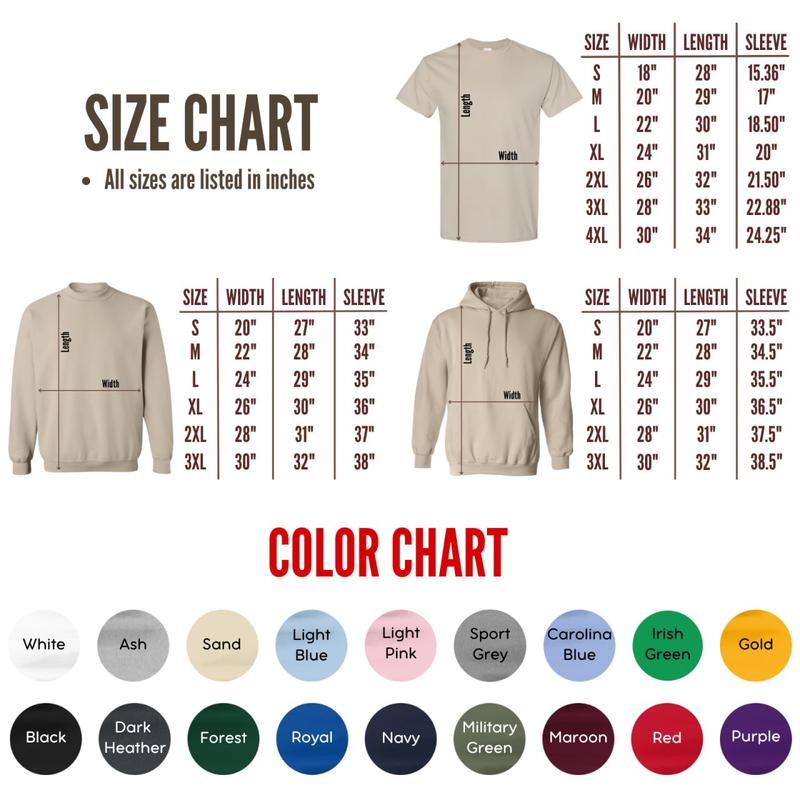 SIZE CHART
• All sizes are listed in inches
Length
Width
SIZE WIDTH LENGTH SLEEVE
S 18" 28" 15.36"
M 20" 29" 17"
L 22" 30" 18.50"
XL 24" 31" 20"
2XL 26" 32" 21.50"
3XL 28" 33" 22.88"
4XL 30" 34" 24.25"
Length
Width
SIZE WIDTH LENGTH SLEEVE
S 20" 27" 33"
M 22" 28" 34"
L 24" 29" 35"
XL 26" 30" 36"
2XL 28" 31" 37"
3XL 30" 32" 38"
Length
Width
SIZE WIDTH LENGTH SLEEVE
S 20" 27" 33.5"
M 22" 28" 34.5"
L 24" 29" 35.5"
XL 26" 30" 36.5"
2XL 28" 31" 37.5"
3XL 30" 32" 38.5"
COLOR CHART
White
Ash
Sand
Light
Blue
Light
Pink
Sport
Grey
Carolina
Blue
Irish
Green
Gold
Black
Dark
Heather
Forest
Royal
Navy
Military
Green
Maroon
Red
Purple